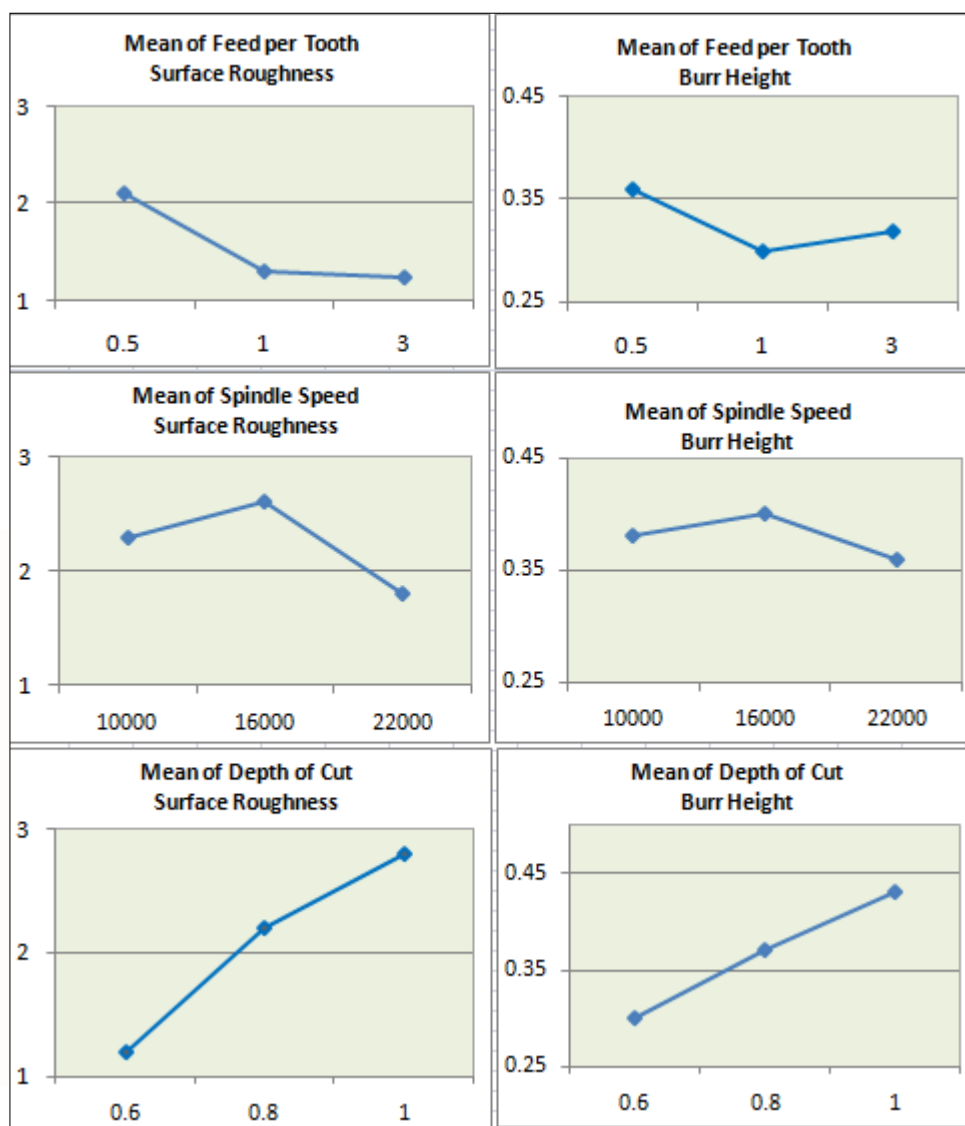 Mean of Feed per Tooth
Surface Roughness
3
2
1
0.5 1 3
Mean of Feed per Tooth
Burr Height
0.45
0.35
0.25
0.5 1 3
Mean of Spindle Speed
Surface Roughness
3
2
1
10000 16000 22000
Mean of Spindle Speed
Burr Height
0.45
0.35
0.25
10000 16000 22000
Mean of Depth of Cut
Surface Roughness
3
2
1
0.6 0.8 1
Mean of Depth of Cut
Burr Height
0.45
0.35
0.25
0.6 0.8 1